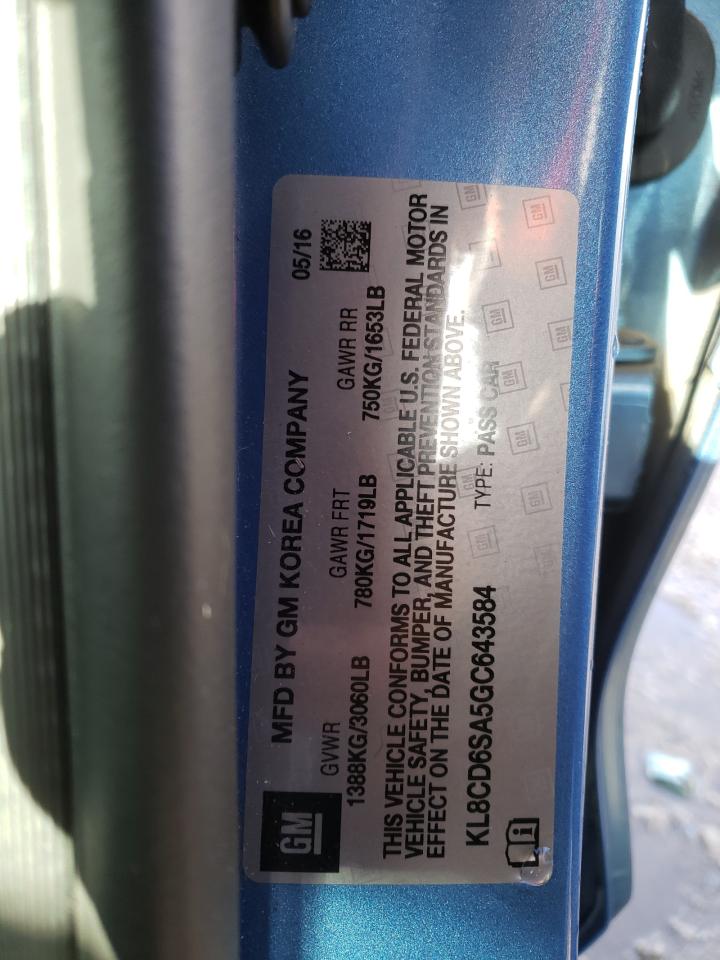 GM
MFD BY GM KOREA COMPANY 05/16
GVWR GAWR FRT GAWR RR
1388KG/3060LB 780KG/1719LB 750KG/1653LB
THIS VEHICLE CONFORMS TO ALL APPLICABLE U.S. FEDERAL MOTOR
VEHICLE SAFETY, BUMPER, AND THEFT PREVENTION STANDARDS IN
EFFECT ON THE DATE OF MANUFACTURE SHOWN ABOVE.
KL8CD6SA5GC643584 TYPE: PASS CAR